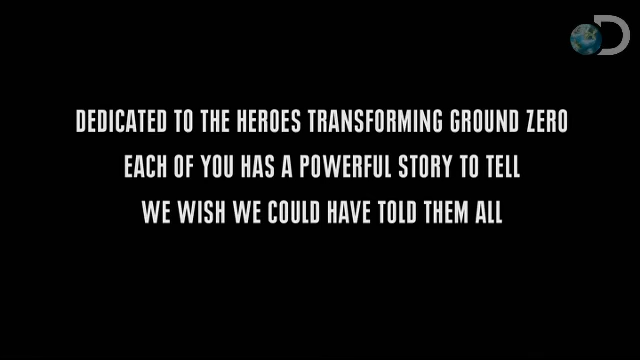 DEDICATED TO THE HEROES TRANSFORMING GROUND ZERO
EACH OF YOU HAS A POWERFUL STORY TO TELL
WE WISH WE COULD HAVE TOLD THEM ALL